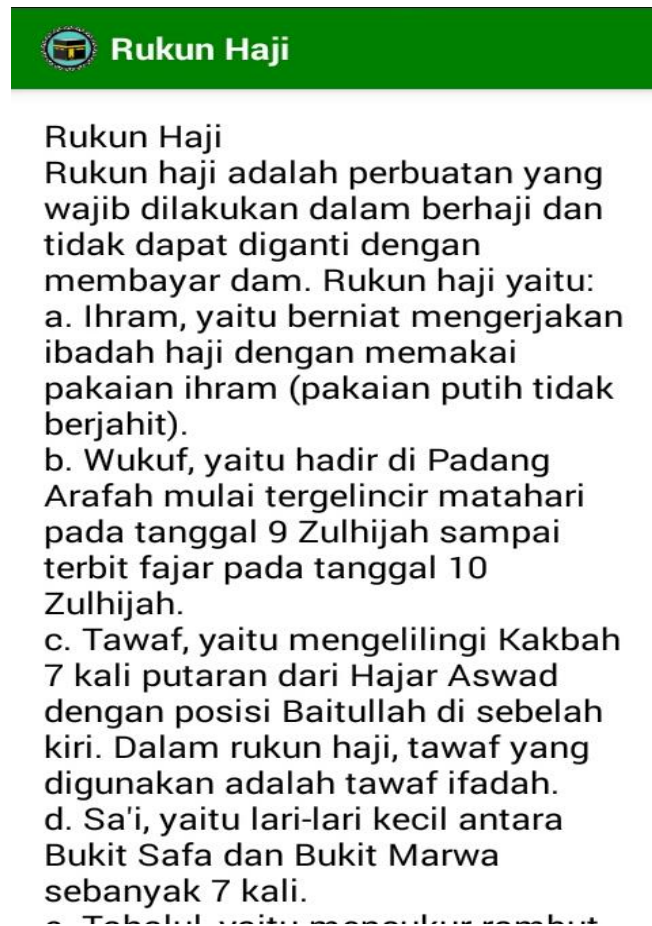 Rukun Haji
Rukun Haji
Rukun haji adalah perbuatan yang
wajib dilakukan dalam berhaji dan
tidak dapat diganti dengan
membayar dam. Rukun haji yaitu:
a. Ihram, yaitu berniat mengerjakan
ibadah haji dengan memakai
pakaian ihram (pakaian putih tidak
berjahit).
b. Wukuf, yaitu hadir di Padang
Arafah mulai tergelincir matahari
pada tanggal 9 Zulhijah sampai
terbit fajar pada tanggal 10
Zulhijah.
c. Tawaf, yaitu mengelilingi Kakbah
7 kali putaran dari Hajar Aswad
dengan posisi Baitullah di sebelah
kiri. Dalam rukun haji, tawaf yang
digunakan adalah tawaf ifadah.
d. Sa'i, yaitu lari-lari kecil antara
Bukit Safa dan Bukit Marwa
sebanyak 7 kali.